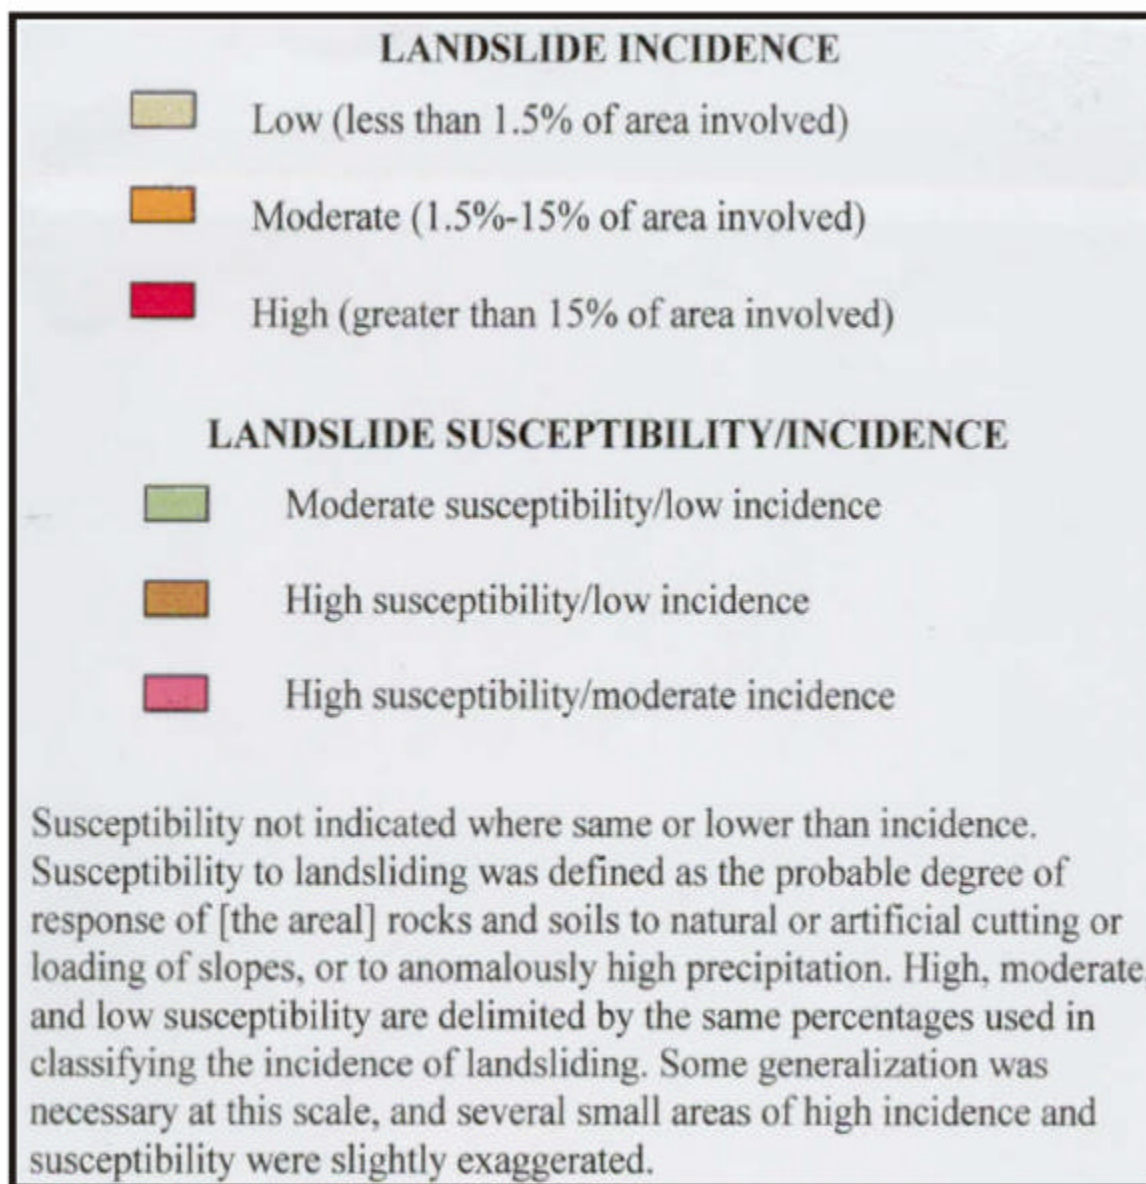 LANDSLIDE INCIDENCE
Low (less than 1.5% of area involved)
Moderate (1.5%-15% of area involved)
High (greater than 15% of area involved)
LANDSLIDE SUSCEPTIBILITY/INCIDENCE
Moderate susceptibility/low incidence
High susceptibility/low incidence
High susceptibility/moderate incidence
Susceptibility not indicated where same or lower than incidence.
Susceptibility to landsliding was defined as the probable degree of
response of [the areal] rocks and soils to natural or artificial cutting or
loading of slopes, or to anomalously high precipitation. High, moderate
and low susceptibility are delimited by the same percentages used in
classifying the incidence of landsliding. Some generalization was
necessary at this scale, and several small areas of high incidence and
susceptibility were slightly exaggerated.